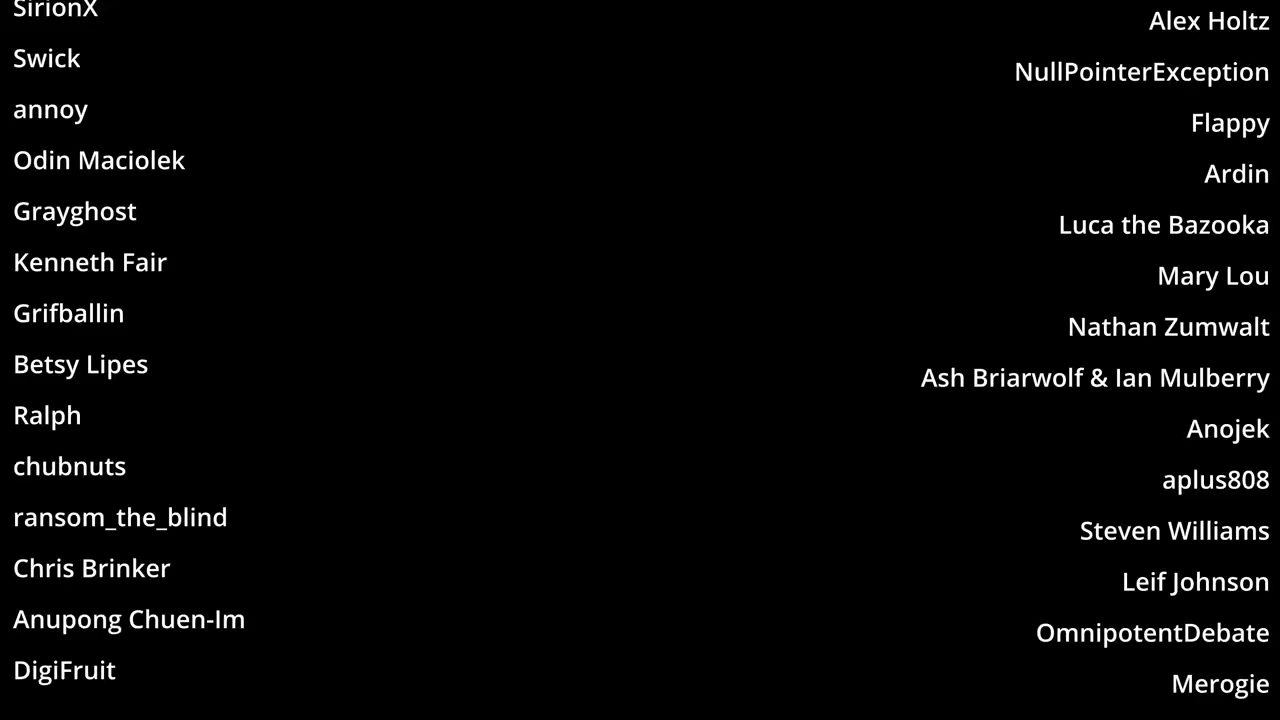 SirionX
Swick
annoy
Odin Maciolek
Grayghost
Kenneth Fair
Grifballin
Betsy Lipes
Ralph
chubnuts
ransom_the_blind
Chris Brinker
Anupong Chuen-Im
DigiFruit
Alex Holtz
NullPointerException
Flappy
Ardin
Luca the Bazooka
Mary Lou
Nathan Zumwalt
Ash Briarwolf & Ian Mulberry
Anojek
aplus808
Steven Williams
Leif Johnson
OmnipotentDebate
Merogie